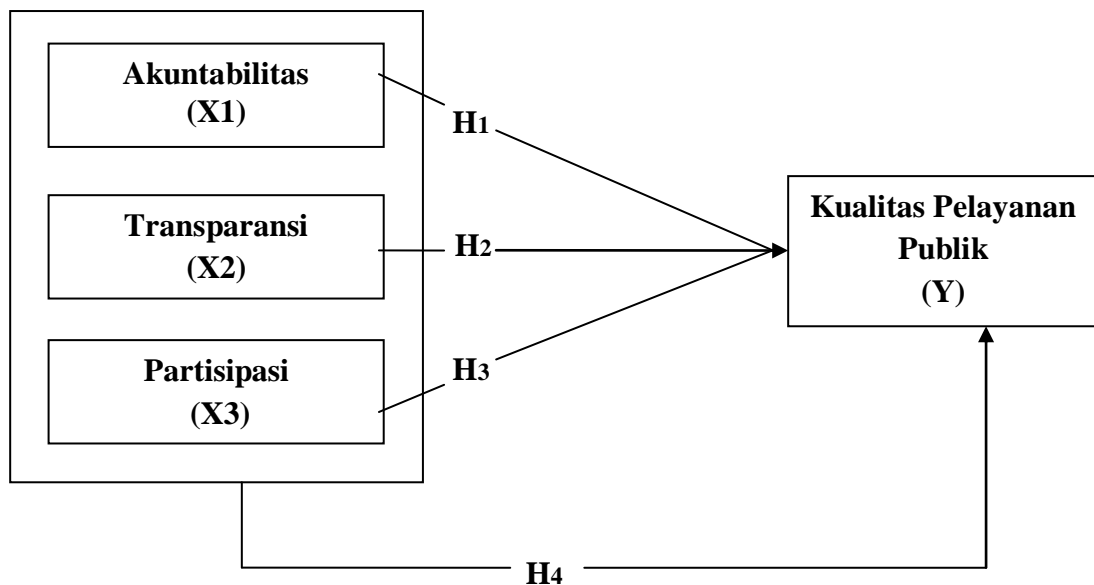 Akuntabilitas
(X1)
H1
Transparansi
(X2)
H2
Kualitas Pelayanan
Publik
(Y)
Partisipasi
(X3)
H3
H4